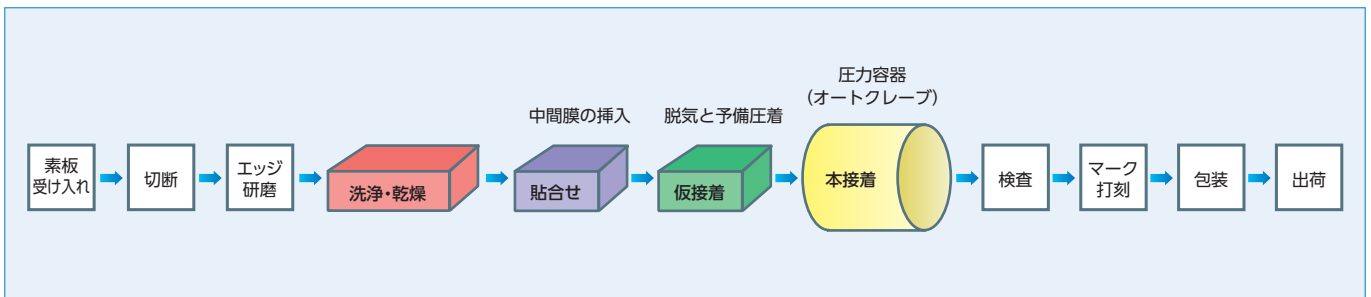 素板
受け入れ
切断
エッジ
研磨
洗浄・乾燥
中間膜の挿入
貼合せ
脱気と予備圧着
仮接着
圧力容器
(オートクレーブ)
本接着
検査
マーク
打刻
包装
出荷